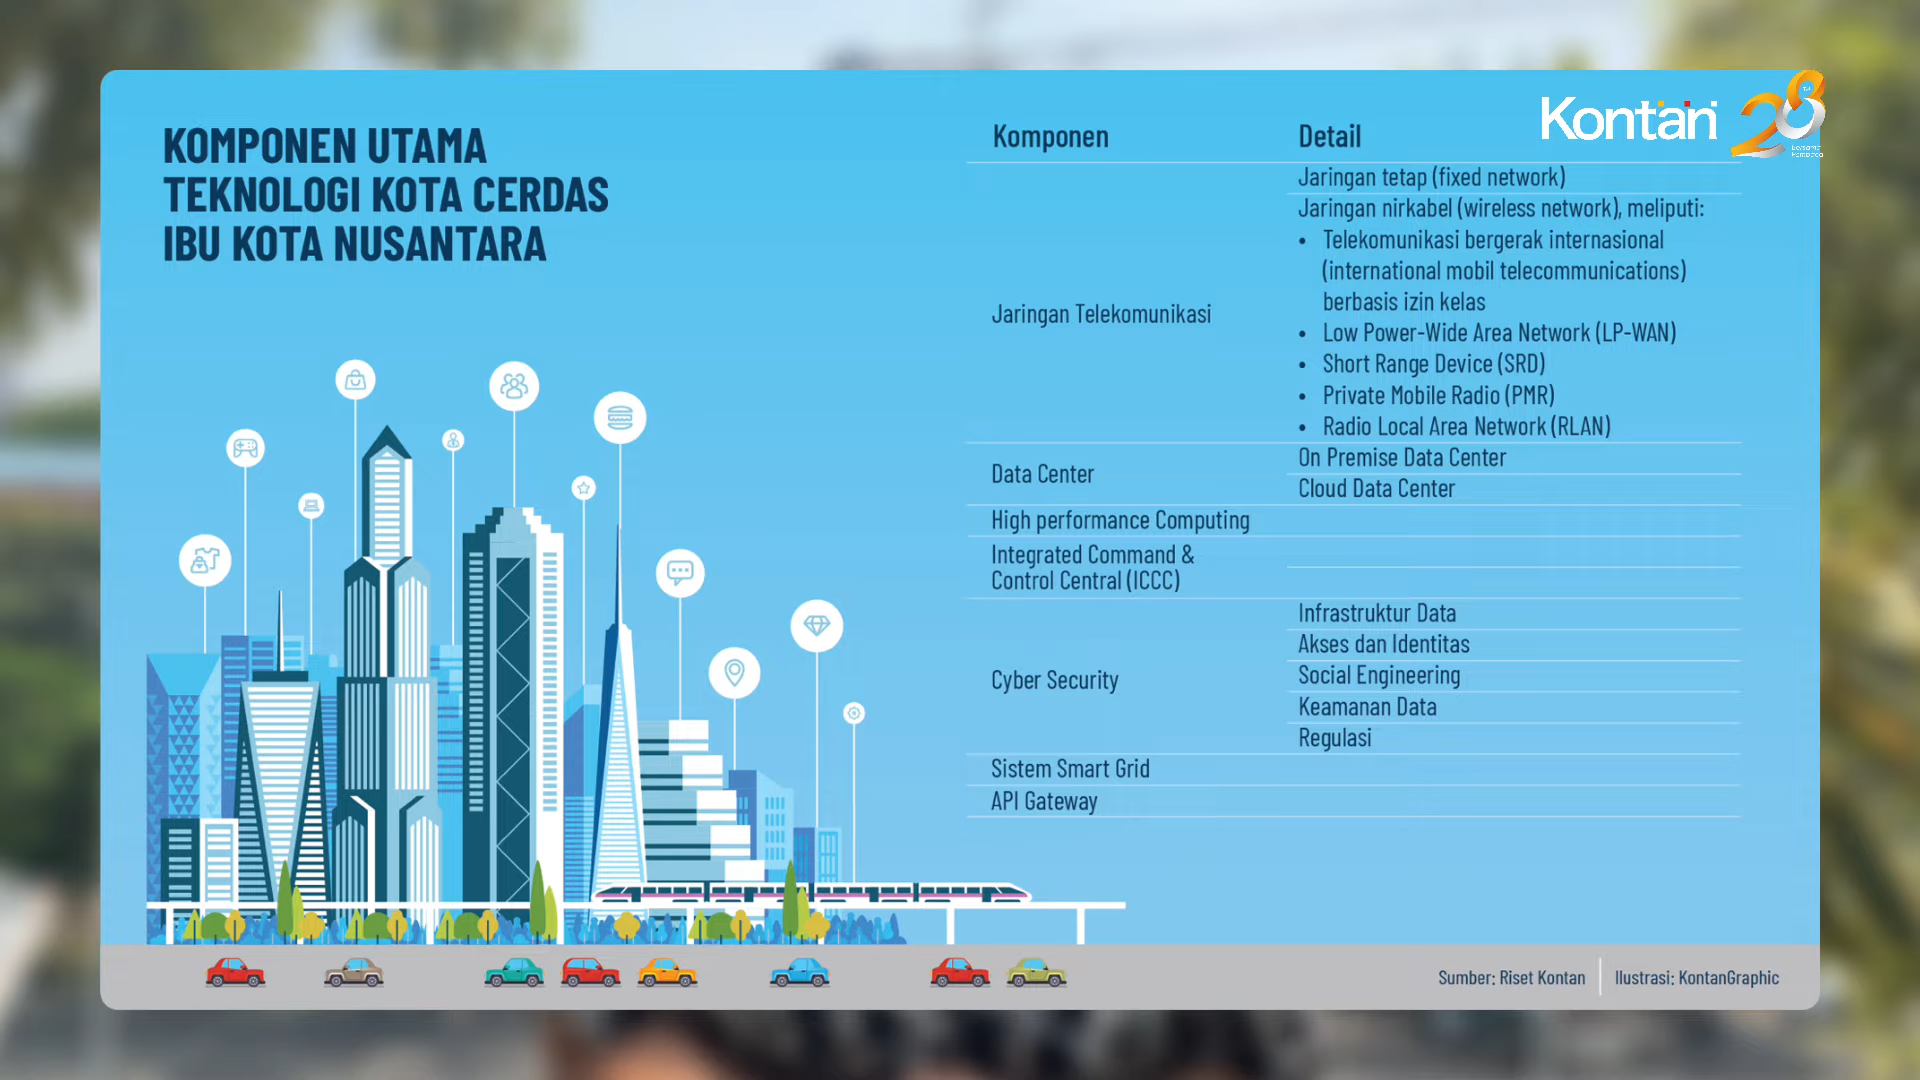 KOMPONEN UTAMA
TEKNOLOGI KOTA CERDAS
IBU KOTA NUSANTARA
Kontan 28
Bersama
Komponen Detail
Jaringan Telekomunikasi
Jaringan tetap (fixed network)
Jaringan nirkabel (wireless network), meliputi:
• Telekomunikasi bergerak internasional
(international mobil telecommunications)
berbasis izin kelas
• Low Power-Wide Area Network (LP-WAN)
• Short Range Device (SRD)
• Private Mobile Radio (PMR)
• Radio Local Area Network (RLAN)
Data Center
On Premise Data Center
Cloud Data Center
High performance Computing
Integrated Command &
Control Central (ICCC)
Cyber Security
Infrastruktur Data
Akses dan Identitas
Social Engineering
Keamanan Data
Regulasi
Sistem Smart Grid
API Gateway
Sumber: Riset Kontan
Ilustrasi: KontanGraphic